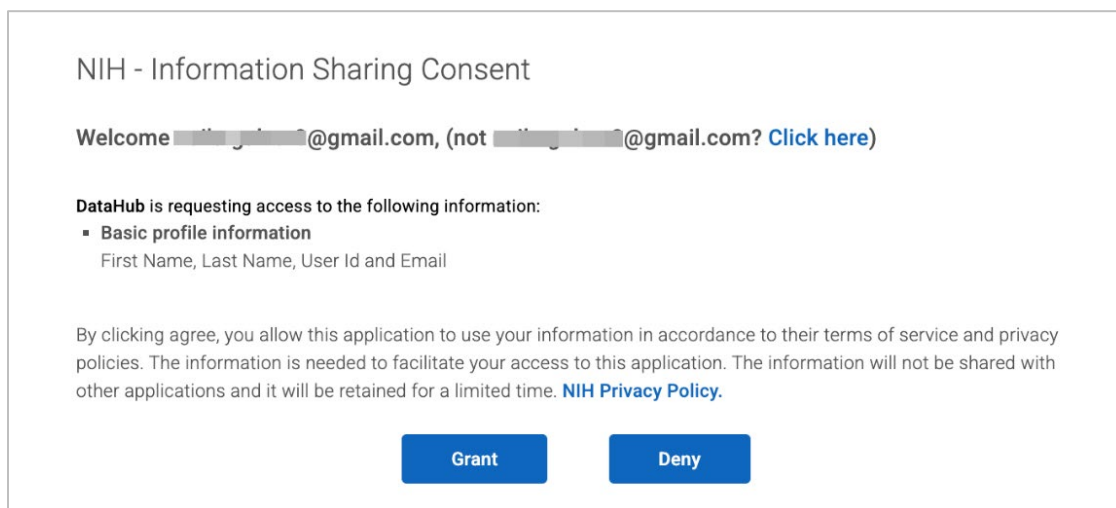 NIH - Information Sharing Consent
Welcome @gmail.com, (not @gmail.com? Click here)
DataHub is requesting access to the following information:
▪ Basic profile information
First Name, Last Name, User Id and Email
By clicking agree, you allow this application to use your information in accordance to their terms of service and privacy
policies. The information is needed to facilitate your access to this application. The information will not be shared with
other applications and it will be retained for a limited time. NIH Privacy Policy.
Grant Deny